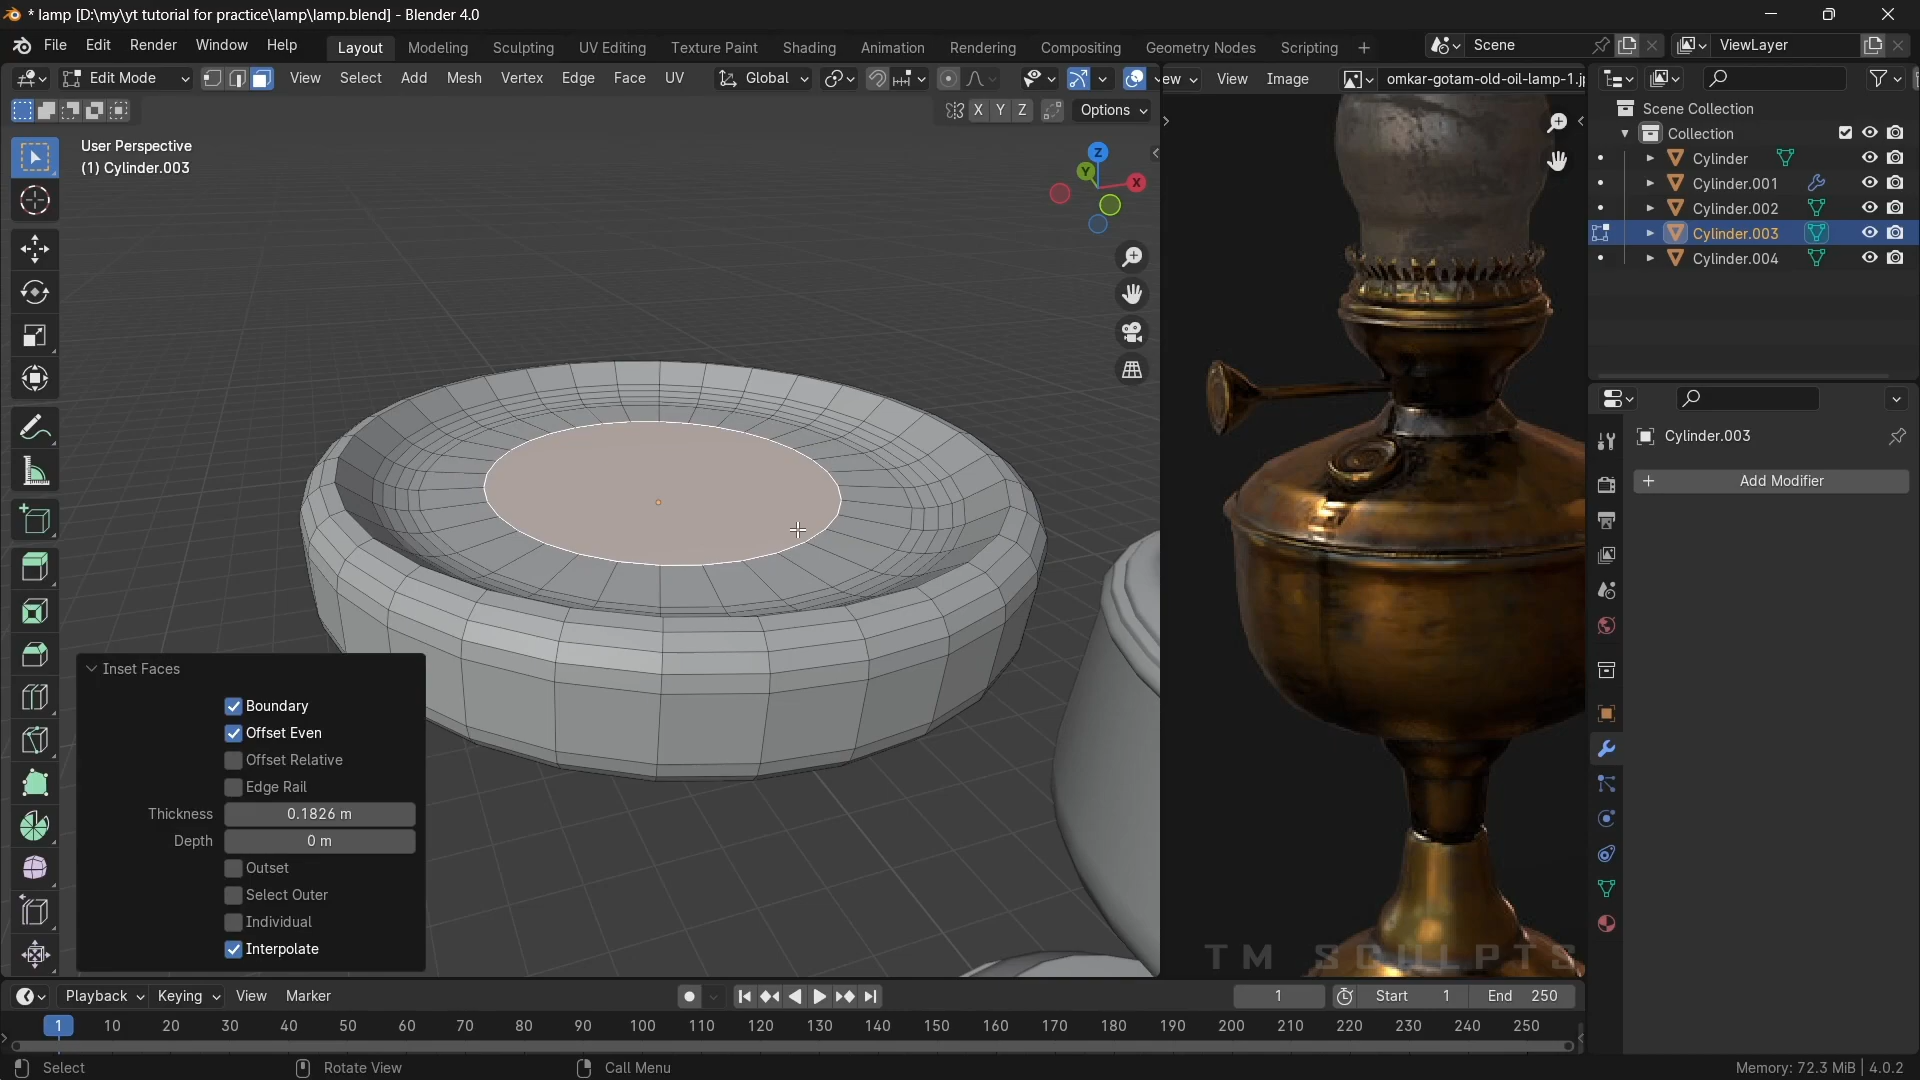 * lamp [D:\my\yt tutorial for practice\lamp\lamp.blend] - Blender 4.0
File Edit Render Window Help Layout Modeling Sculpting UV Editing Texture Paint Shading Animation Rendering Compositing Geometry Nodes Scripting + Scene ViewLayer
Edit Mode View Select Add Mesh Vertex Edge Face UV Global ew View Image omkar-gotam-old-oil-lamp-1.j
X Y Z Options
User Perspective
(1) Cylinder.003
Z
Y
X
Scene Collection
Collection
Cylinder
Cylinder.001
Cylinder.002
Cylinder.003
Cylinder.004
Cylinder.003
+ Add Modifier
Inset Faces
Boundary
Offset Even
Offset Relative
Edge Rail
Thickness 0.1826 m
Depth 0 m
Outset
Select Outer
Individual
Interpolate
TM SCULPTS
Playback Keying View Marker 1 Start 1 End 250
1 10 20 30 40 50 60 70 80 90 100 110 120 130 140 150 160 170 180 190 200 210 220 230 240 250
Select Rotate View Call Menu Memory: 72.3 MiB | 4.0.2